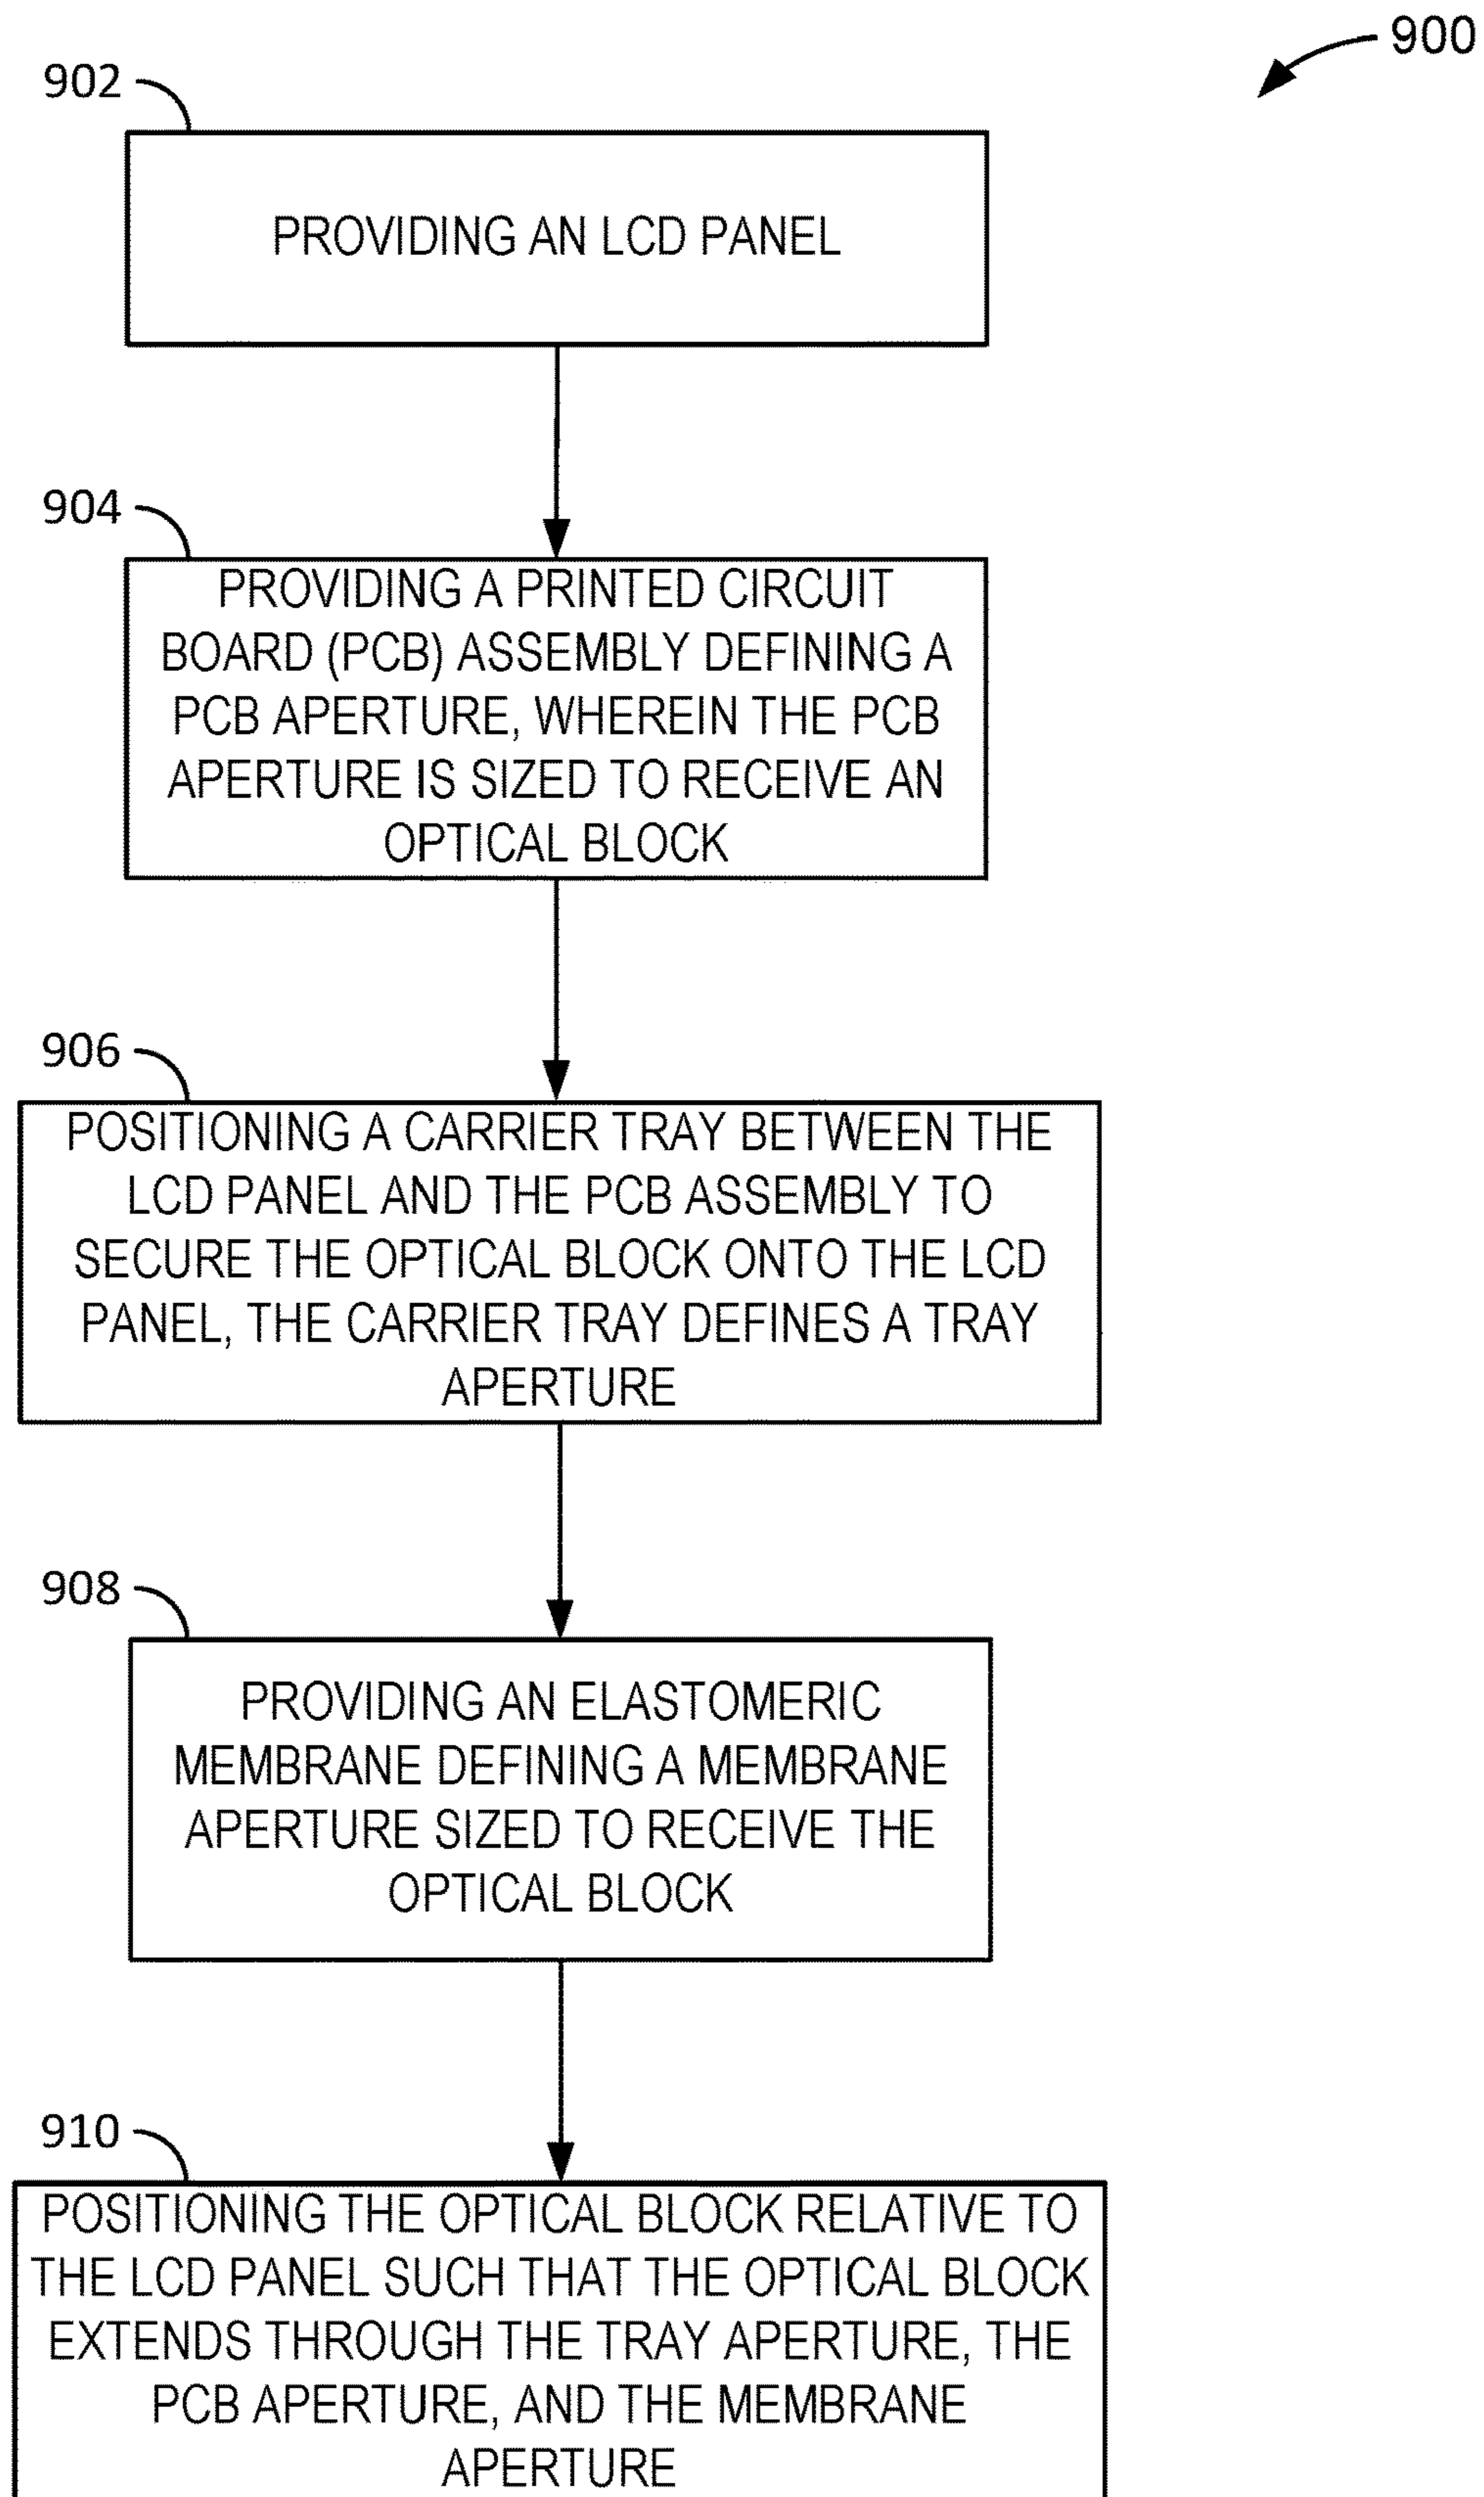 900
902
PROVIDING AN LCD PANEL
904
PROVIDING A PRINTED CIRCUIT
BOARD (PCB) ASSEMBLY DEFINING A
PCB APERTURE, WHEREIN THE PCB
APERTURE IS SIZED TO RECEIVE AN
OPTICAL BLOCK
906
POSITIONING A CARRIER TRAY BETWEEN THE
LCD PANEL AND THE PCB ASSEMBLY TO
SECURE THE OPTICAL BLOCK ONTO THE LCD
PANEL, THE CARRIER TRAY DEFINES A TRAY
APERTURE
908
PROVIDING AN ELASTOMERIC
MEMBRANE DEFINING A MEMBRANE
APERTURE SIZED TO RECEIVE THE
OPTICAL BLOCK
910
POSITIONING THE OPTICAL BLOCK RELATIVE TO
THE LCD PANEL SUCH THAT THE OPTICAL BLOCK
EXTENDS THROUGH THE TRAY APERTURE, THE
PCB APERTURE, AND THE MEMBRANE
APERTURE